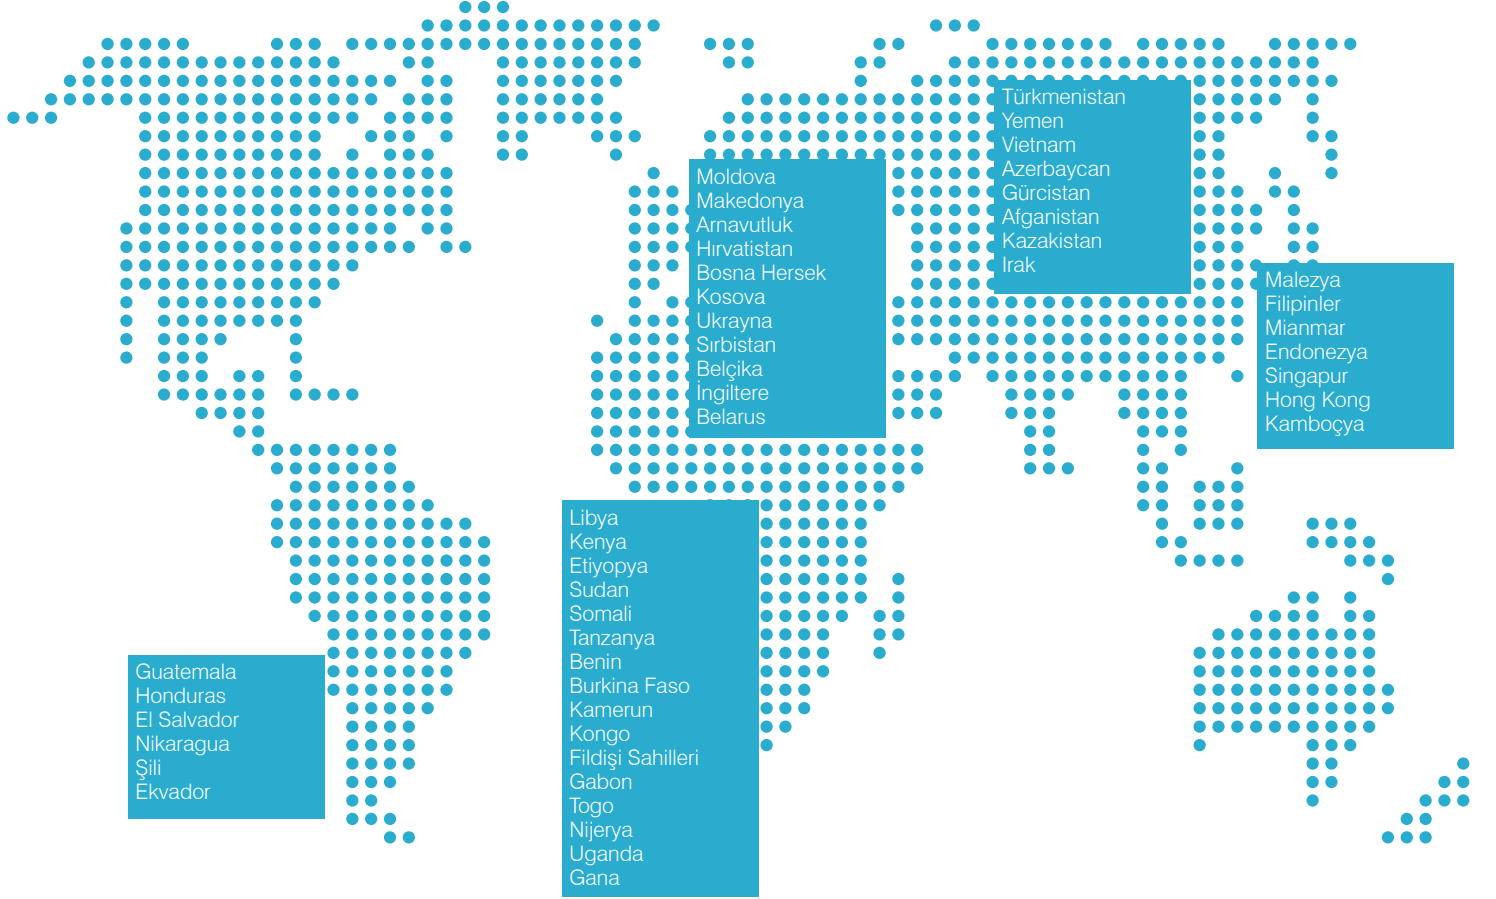 Türkmenistan
Yemen
Vietnam
Azerbaycan
Gürcistan
Afganistan
Kazakistan
Irak
Moldova
Makedonya
Arnavutluk
Hırvatistan
Bosna Hersek
Kosova
Ukrayna
Sırbistan
Belçika
İngiltere
Belarus
Malezya
Filipinler
Mianmar
Endonezya
Singapur
Hong Kong
Kamboçya
Libya
Kenya
Etiyopya
Sudan
Somali
Tanzanya
Benin
Burkina Faso
Kamerun
Kongo
Fildişi Sahilleri
Gabon
Togo
Nijerya
Uganda
Gana
Guatemala
Honduras
El Salvador
Nikaragua
Şili
Ekvador